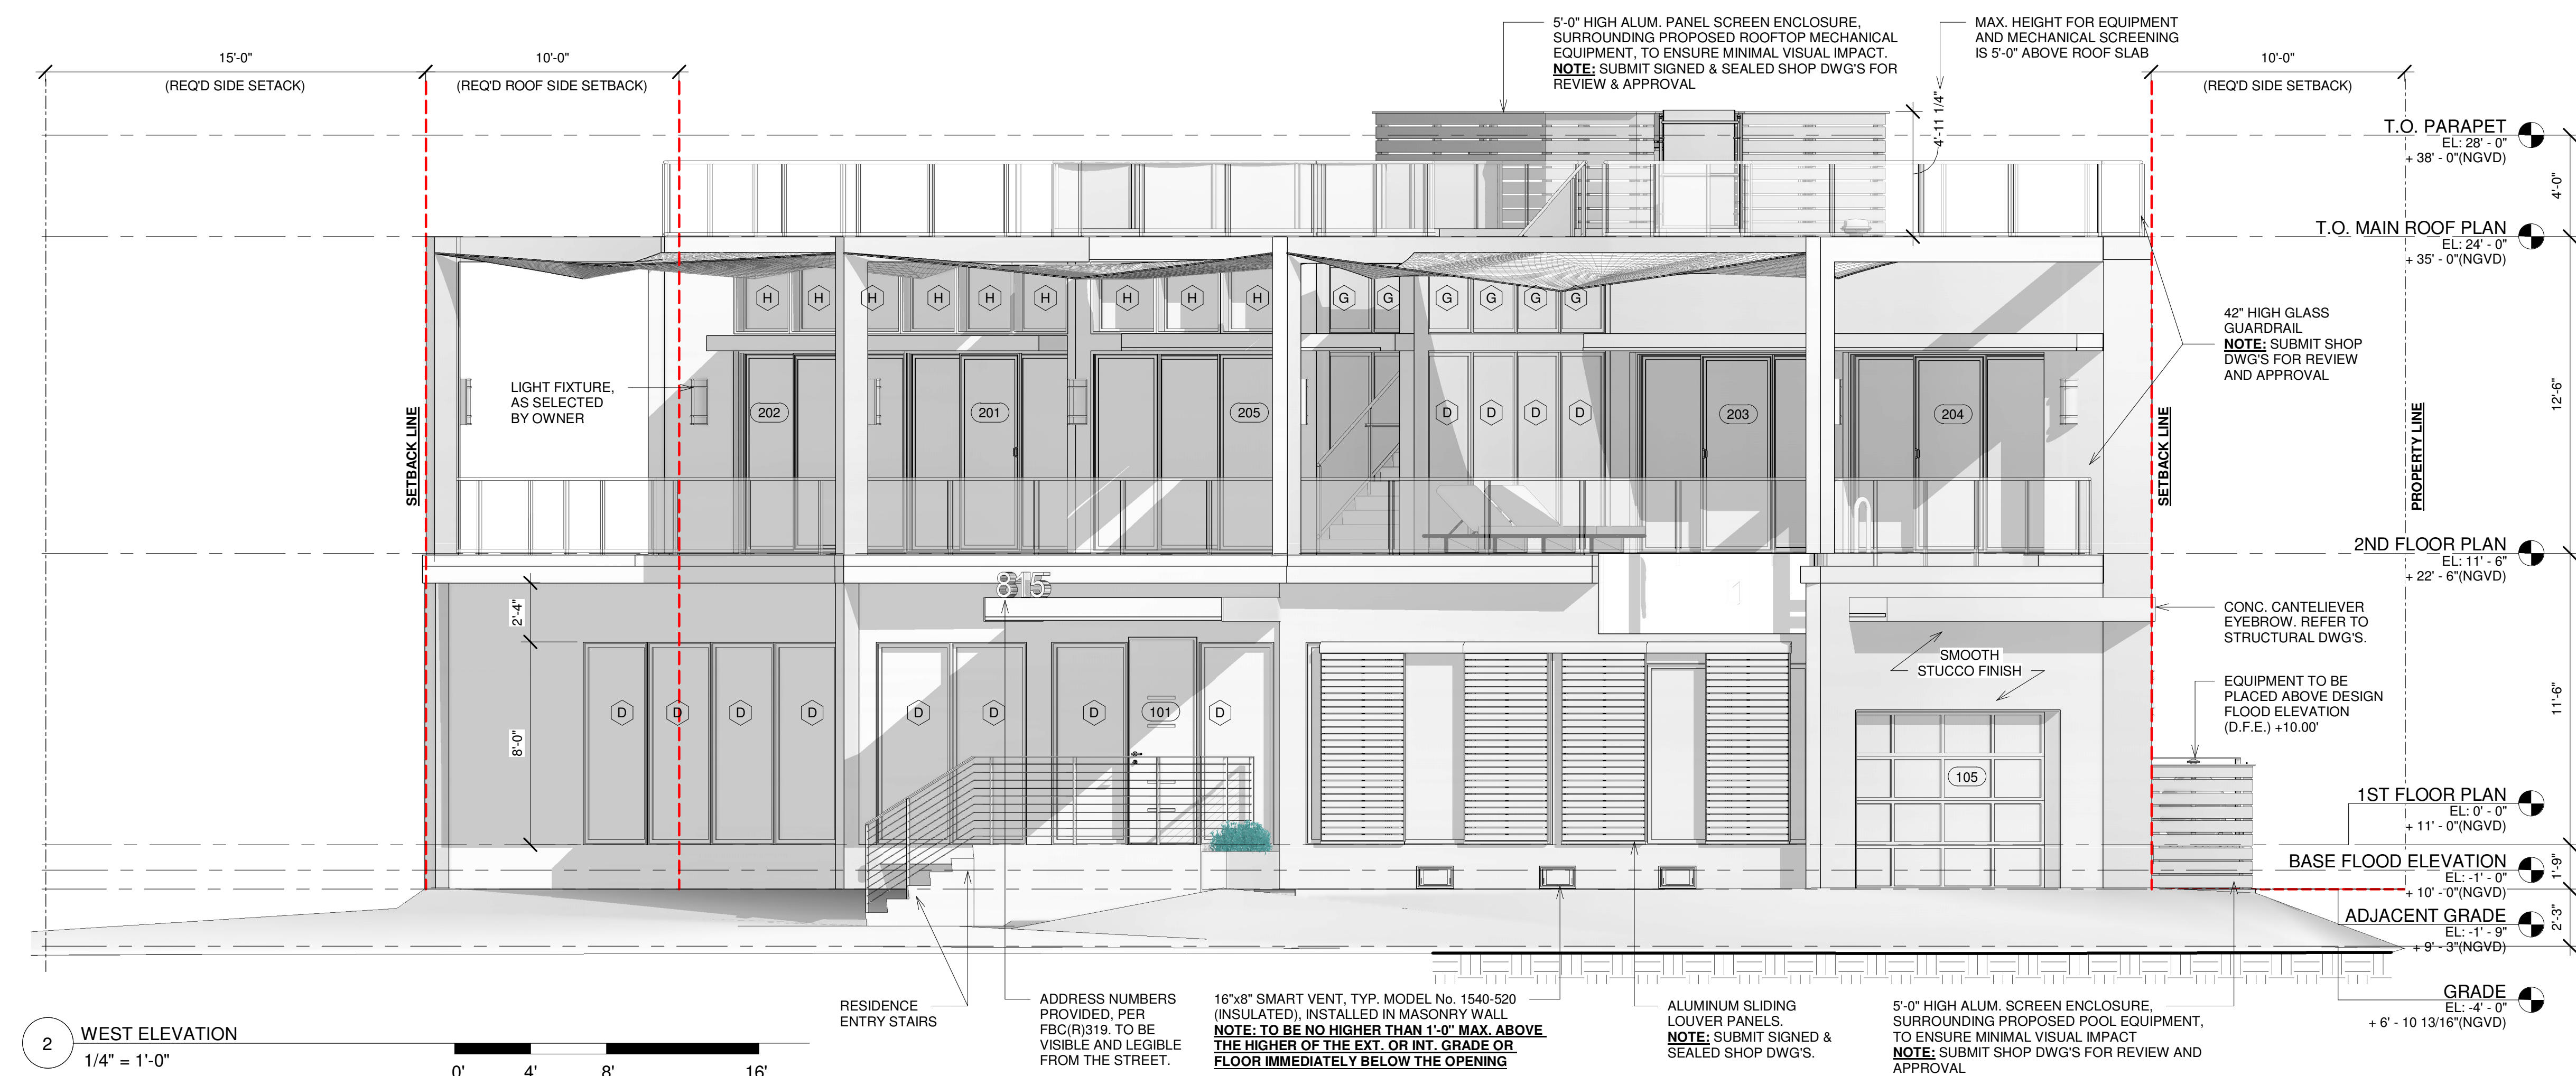 15'-0"
(REQ'D SIDE SETACK)
10'-0"
(REQ'D ROOF SIDE SETBACK)
5'-0" HIGH ALUM. PANEL SCREEN ENCLOSURE,
SURROUNDING PROPOSED ROOFTOP MECHANICAL
EQUIPMENT, TO ENSURE MINIMAL VISUAL IMPACT.
NOTE: SUBMIT SIGNED & SEALED SHOP DWG'S FOR
REVIEW & APPROVAL
MAX. HEIGHT FOR EQUIPMENT
AND MECHANICAL SCREENING
IS 5'-0" ABOVE ROOF SLAB
10'-0"
(REQ'D SIDE SETBACK)
4'-11 1/4"
T.O. PARAPET
EL: 28' - 0"
+ 38' - 0"(NGVD)
4'-0"
T.O. MAIN ROOF PLAN
EL: 24' - 0"
+ 35' - 0"(NGVD)
H H H H H H H H H G G G G G G
42" HIGH GLASS
GUARDRAIL
NOTE: SUBMIT SHOP
DWG'S FOR REVIEW
AND APPROVAL
LIGHT FIXTURE,
AS SELECTED
BY OWNER
202 201 205 D D D D 203 204
12'-6"
SETBACK LINE
SETBACK LINE
PROPERTY LINE
2ND FLOOR PLAN
EL: 11' - 6"
+ 22' - 6"(NGVD)
815
2'-4"
CONC. CANTELIEVER
EYEBROW. REFER TO
STRUCTURAL DWG'S.
SMOOTH
STUCCO FINISH
EQUIPMENT TO BE
PLACED ABOVE DESIGN
FLOOD ELEVATION
(D.F.E.) +10.00'
11'-6"
8'-0"
D D D D D D D 101 D
105
1ST FLOOR PLAN
EL: 0' - 0"
+ 11' - 0"(NGVD)
BASE FLOOD ELEVATION
EL: -1' - 0"
+ 10' - 0"(NGVD)
1'-9"
ADJACENT GRADE
EL: -1' - 9"
+ 9' - 3"(NGVD)
2'-3"
GRADE
EL: -4' - 0"
+ 6' - 10 13/16"(NGVD)
RESIDENCE
ENTRY STAIRS
ADDRESS NUMBERS
PROVIDED, PER
FBC(R)319. TO BE
VISIBLE AND LEGIBLE
FROM THE STREET.
16"x8" SMART VENT, TYP. MODEL No. 1540-520
(INSULATED), INSTALLED IN MASONRY WALL
NOTE: TO BE NO HIGHER THAN 1'-0" MAX. ABOVE
THE HIGHER OF THE EXT. OR INT. GRADE OR
FLOOR IMMEDIATELY BELOW THE OPENING
ALUMINUM SLIDING
LOUVER PANELS.
NOTE: SUBMIT SIGNED &
SEALED SHOP DWG'S.
5'-0" HIGH ALUM. SCREEN ENCLOSURE,
SURROUNDING PROPOSED POOL EQUIPMENT,
TO ENSURE MINIMAL VISUAL IMPACT
NOTE: SUBMIT SHOP DWG'S FOR REVIEW AND
APPROVAL
2
WEST ELEVATION
1/4" = 1'-0"
0' 4' 8' 16'